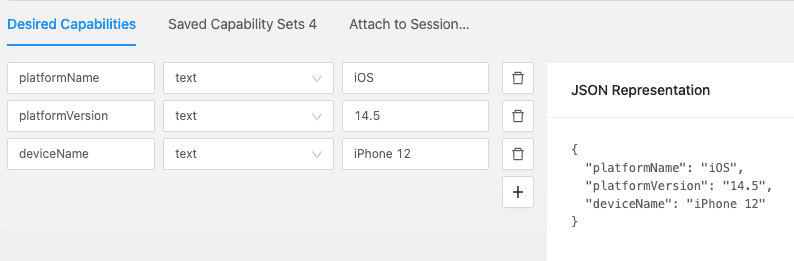 Desired Capabilities Saved Capability Sets 4 Attach to Session...
platformName text iOS
platformVersion text 14.5
deviceName text iPhone 12
JSON Representation
{
"platformName": "iOS",
"platformVersion": "14.5",
"deviceName": "iPhone 12"
}